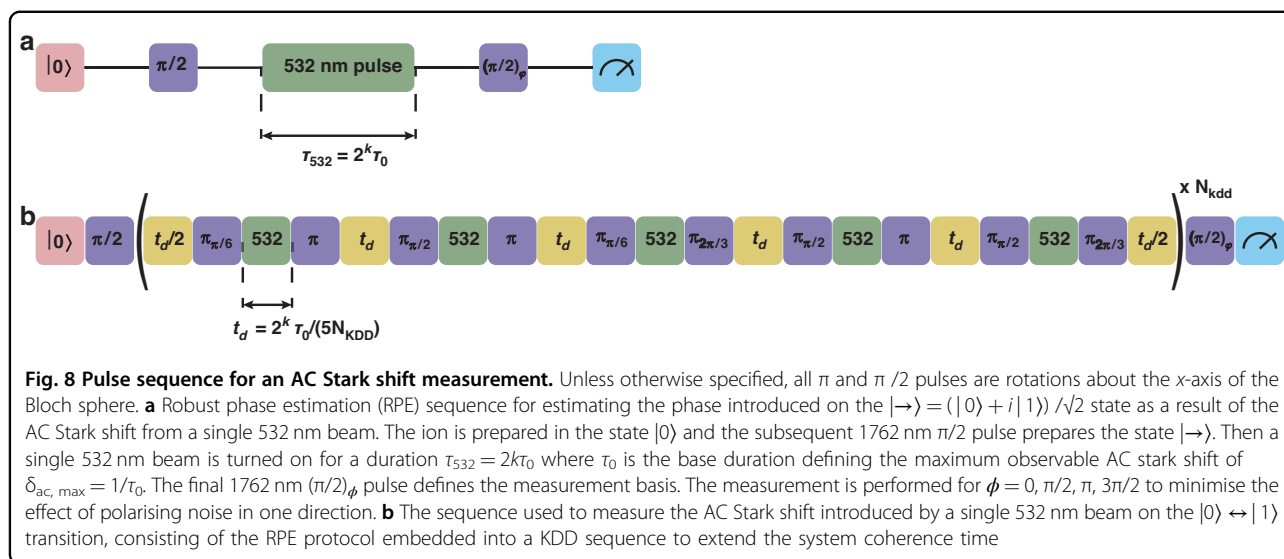 a
|0⟩ π/2 532 nm pulse (π/2)φ
τ532 = 2^k τ0
x Nkdd
b
|0⟩ π/2 ( td/2 ππ/6 532 π td ππ/2 532 π td ππ/6 532 π2π/3 td ππ/2 532 π td ππ/2 532 π2π/3 td/2 ) (π/2)φ
td = 2^k τ0/(5NKDD)
Fig. 8 Pulse sequence for an AC Stark shift measurement. Unless otherwise specified, all π and π /2 pulses are rotations about the x-axis of the
Bloch sphere. a Robust phase estimation (RPE) sequence for estimating the phase introduced on the |→⟩ = (|0⟩ + i|1⟩) /√2 state as a result of the
AC Stark shift from a single 532 nm beam. The ion is prepared in the state |0⟩ and the subsequent 1762 nm π/2 pulse prepares the state |→⟩. Then a
single 532 nm beam is turned on for a duration τ532 = 2kτ0 where τ0 is the base duration defining the maximum observable AC stark shift of
δac, max = 1/τ0. The final 1762 nm (π/2)ϕ pulse defines the measurement basis. The measurement is performed for ϕ = 0, π/2, π, 3π/2 to minimise the
effect of polarising noise in one direction. b The sequence used to measure the AC Stark shift introduced by a single 532 nm beam on the |0⟩ ↔ |1⟩
transition, consisting of the RPE protocol embedded into a KDD sequence to extend the system coherence time